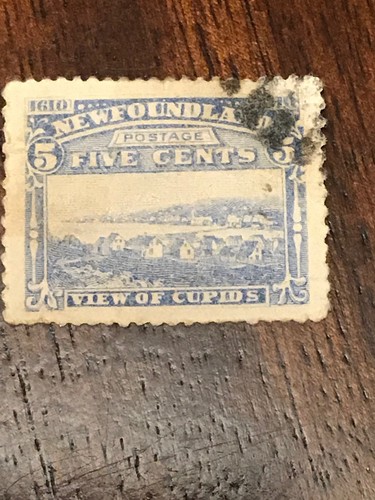 1610
NEWFOUNDLAND
POSTAGE
5 FIVE CENTS 5
VIEW OF CUPIDS